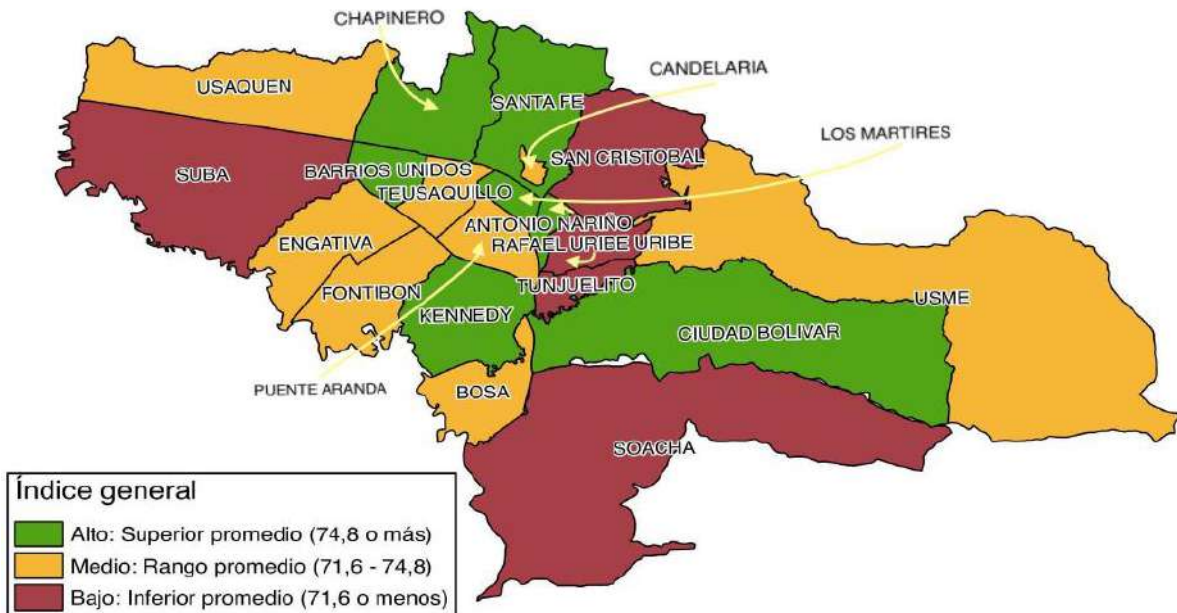 CHAPINERO
CANDELARIA
USAQUEN
SANTA FE
LOS MARTIRES
SAN CRISTOBAL
BARRIOS UNIDOS
SUBA
TEUSAQUILLO
ANTONIO NARIÑO
ENGATIVA
RAFAEL URIBE URIBE
TUNJUELITO
FONTIBON
USME
KENNEDY
CIUDAD BOLIVAR
PUENTE ARANDA
BOSA
SOACHA
Índice general
Alto: Superior promedio (74,8 o más)
Medio: Rango promedio (71,6 - 74,8)
Bajo: Inferior promedio (71,6 o menos)